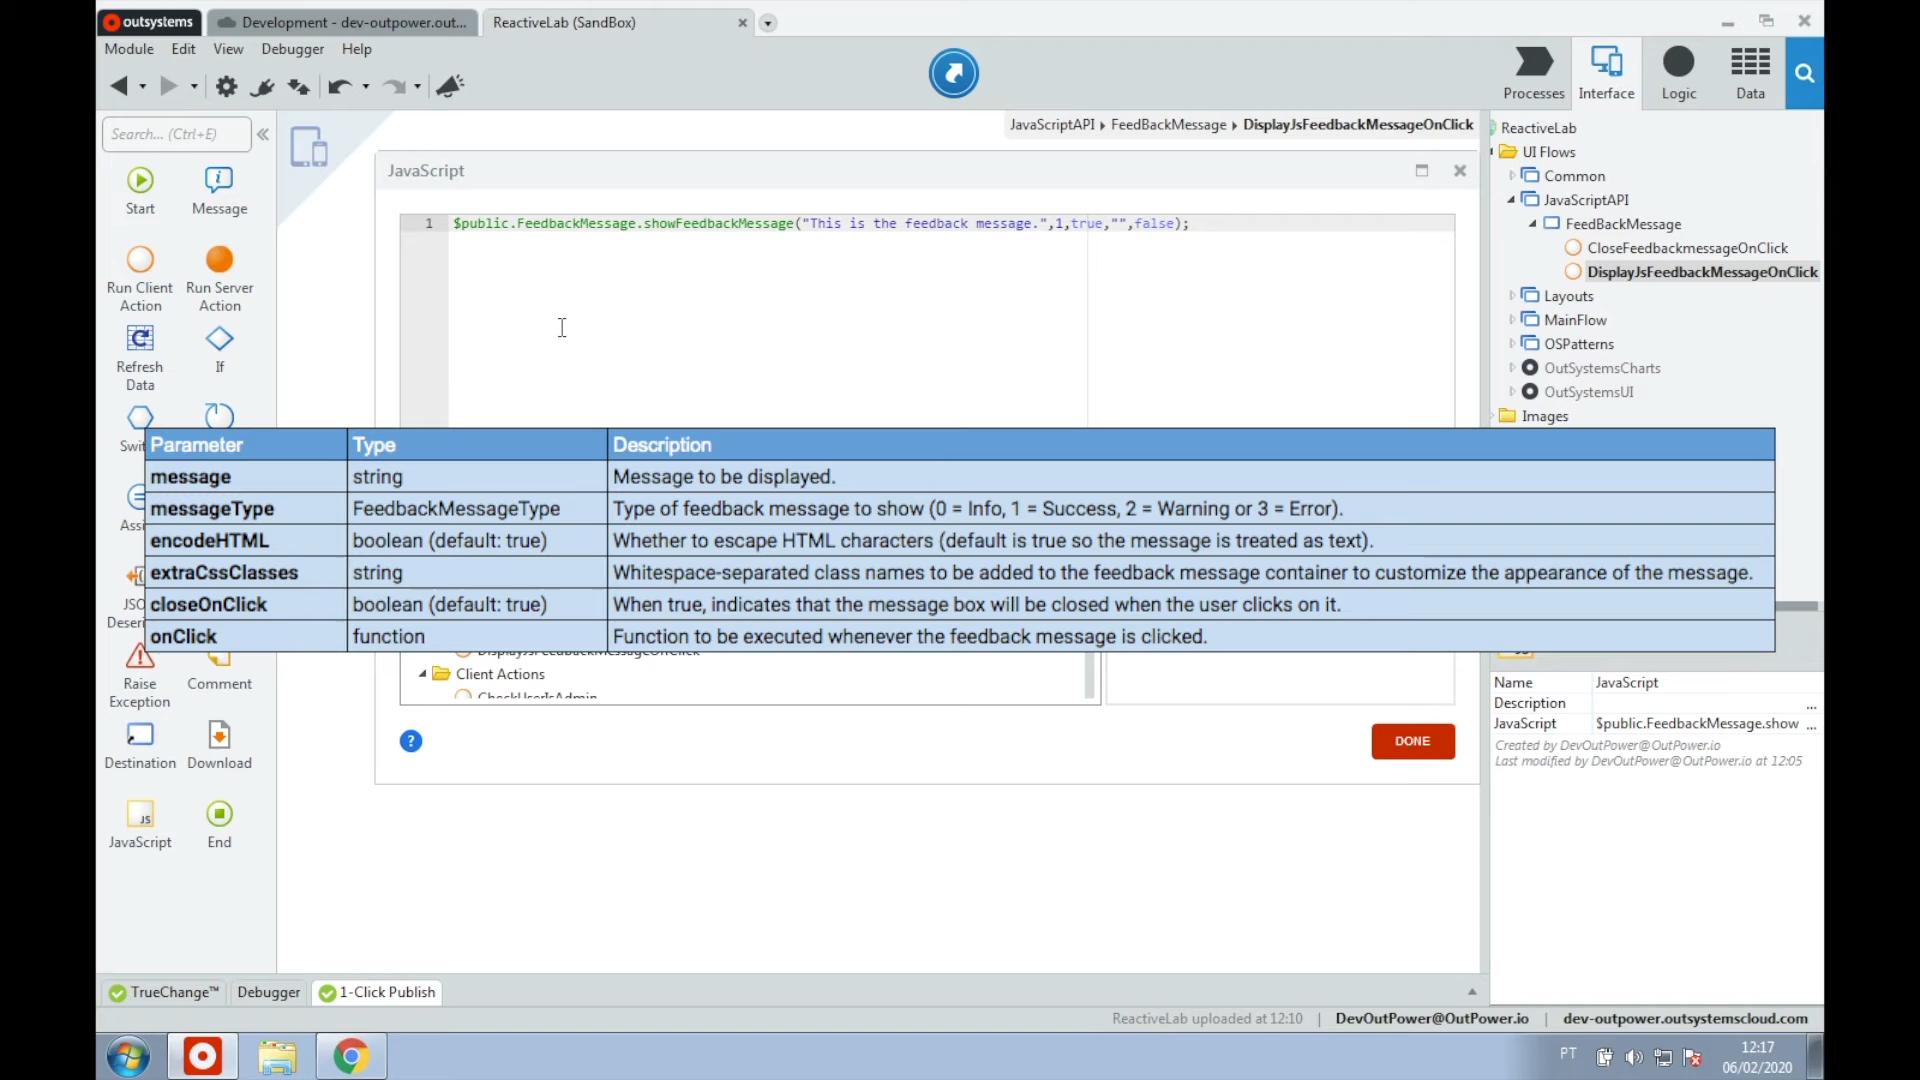 outsystems
Development - dev-outpower.out...
ReactiveLab (SandBox)
Module Edit View Debugger Help
Processes
Interface
Logic
Data
Search... (Ctrl+E)
JavaScriptAPI FeedBackMessage DisplayJsFeedbackMessageOnClick
JavaScript
1 $public.FeedbackMessage.showFeedbackMessage("This is the feedback message.",1,true,"",false);
Start
Message
Run Client Action
Run Server Action
Refresh Data
If
Swit
Assi
JSO
Deseri
Raise Exception
Comment
Destination
Download
JavaScript
End
JS
Parameter Type Description
message string Message to be displayed.
messageType FeedbackMessageType Type of feedback message to show (0 = Info, 1 = Success, 2 = Warning or 3 = Error).
encodeHTML boolean (default: true) Whether to escape HTML characters (default is true so the message is treated as text).
extraCssClasses string Whitespace-separated class names to be added to the feedback message container to customize the appearance of the message.
closeOnClick boolean (default: true) When true, indicates that the message box will be closed when the user clicks on it.
onClick function Function to be executed whenever the feedback message is clicked.
DisplayJsFeedbackMessageOnClick
Client Actions
CheckUserIsAdmin
?
DONE
ReactiveLab
UI Flows
Common
JavaScriptAPI
FeedBackMessage
CloseFeedbackmessageOnClick
DisplayJsFeedbackMessageOnClick
Layouts
MainFlow
OSPatterns
OutSystemsCharts
OutSystemsUI
Images
Name JavaScript
Description ...
JavaScript $public.FeedbackMessage.show ...
Created by DevOutPower@OutPower.io
Last modified by DevOutPower@OutPower.io at 12:05
TrueChange™ Debugger 1-Click Publish
ReactiveLab uploaded at 12:10 | DevOutPower@OutPower.io | dev-outpower.outsystemscloud.com
PT
12:17
06/02/2020